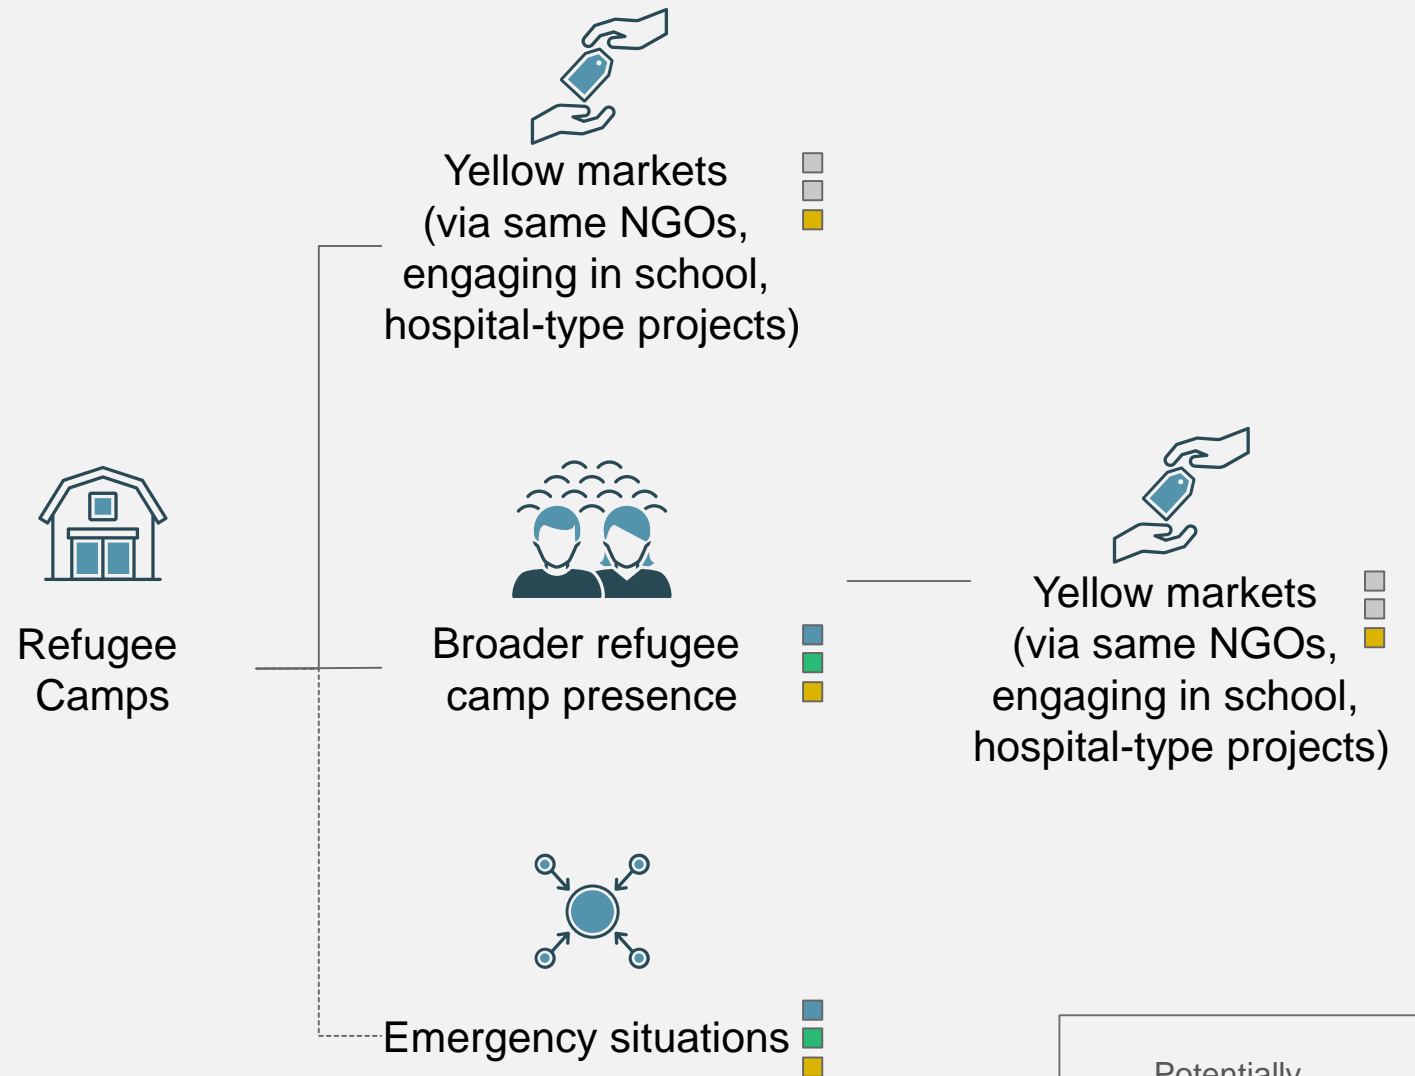 Yellow markets
(via same NGOs,
engaging in school,
hospital-type projects)
Refugee
Camps
Broader refugee
camp presence
Yellow markets
(via same NGOs,
engaging in school,
hospital-type projects)
Emergency situations
Potentially